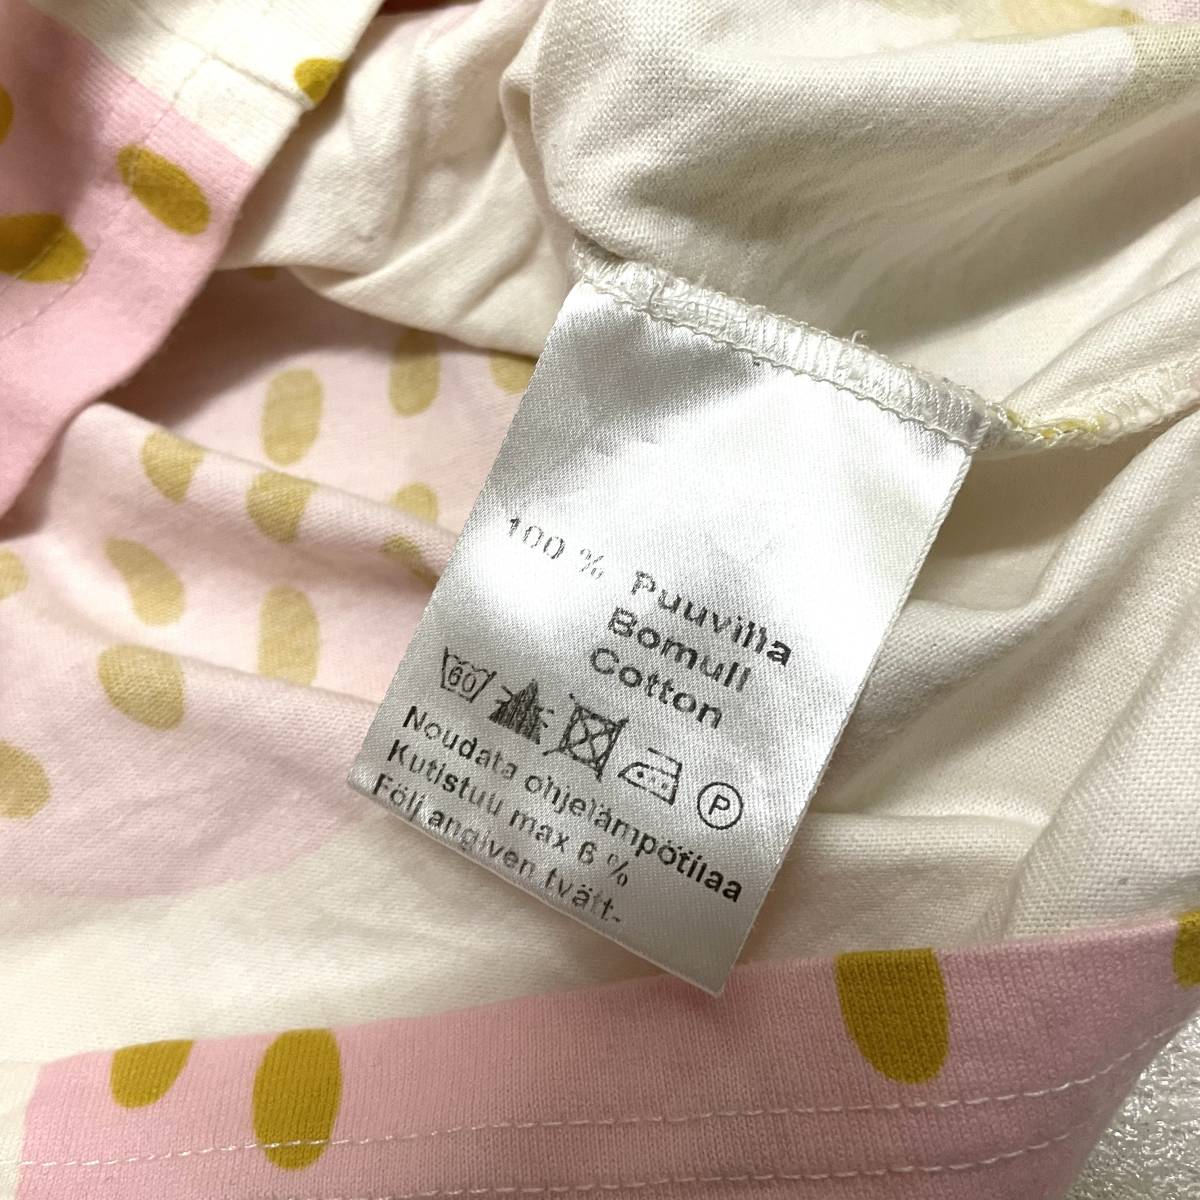 100 % Puuvilla
Bomull
Cotton
60 P
Noudata ohjelämpötilaa
Kutistuu max 6 %
Följ angiven tvätt-